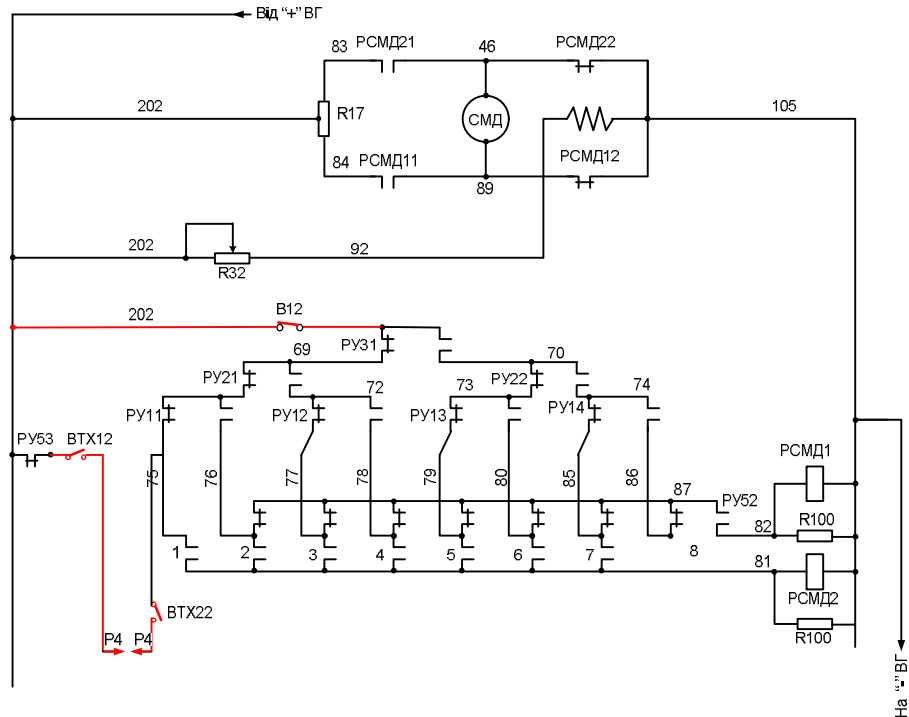 Від “+” ВГ
83
РСМД21
46
РСМД22
202
R17
СМД
105
84
РСМД11
89
РСМД12
202
92
R32
202
В12
РУ31
69
70
РУ21
72
73
РУ22
74
РУ11
РУ12
РУ13
РУ14
РУ53
ВТХ12
75
76
77
78
79
80
85
86
87
РУ52
РСМД1
82
R100
1
2
3
4
5
6
7
8
81
РСМД2
ВТХ22
R100
Р4
Р4
На “-” ВГ